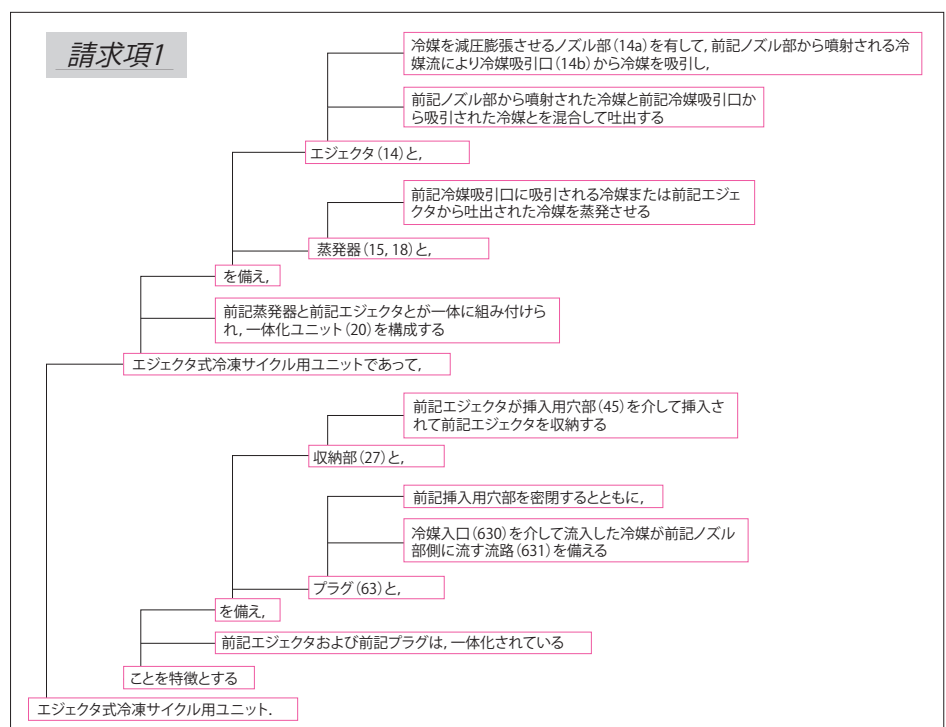 請求項1
冷媒を減圧膨張させるノズル部(14a)を有して,前記ノズル部から噴射される冷
媒流により冷媒吸引口(14b)から冷媒を吸引し,
前記ノズル部から噴射された冷媒と前記冷媒吸引口か
ら吸引された冷媒とを混合して吐出する
エジェクタ(14)と,
前記冷媒吸引口に吸引される冷媒または前記エジェ
クタから吐出された冷媒を蒸発させる
蒸発器(15, 18)と,
を備え,
前記蒸発器と前記エジェクタとが一体に組み付けら
れ,一体化ユニット(20)を構成する
エジェクタ式冷凍サイクル用ユニットであって,
前記エジェクタが挿入用穴部(45)を介して挿入さ
れて前記エジェクタを収納する
収納部(27)と,
前記挿入用穴部を密閉するとともに,
冷媒入口(630)を介して流入した冷媒が前記ノズル
部側に流す流路(631)を備える
プラグ(63)と,
を備え,
前記エジェクタおよび前記プラグは,一体化されている
ことを特徴とする
エジェクタ式冷凍サイクル用ユニット.